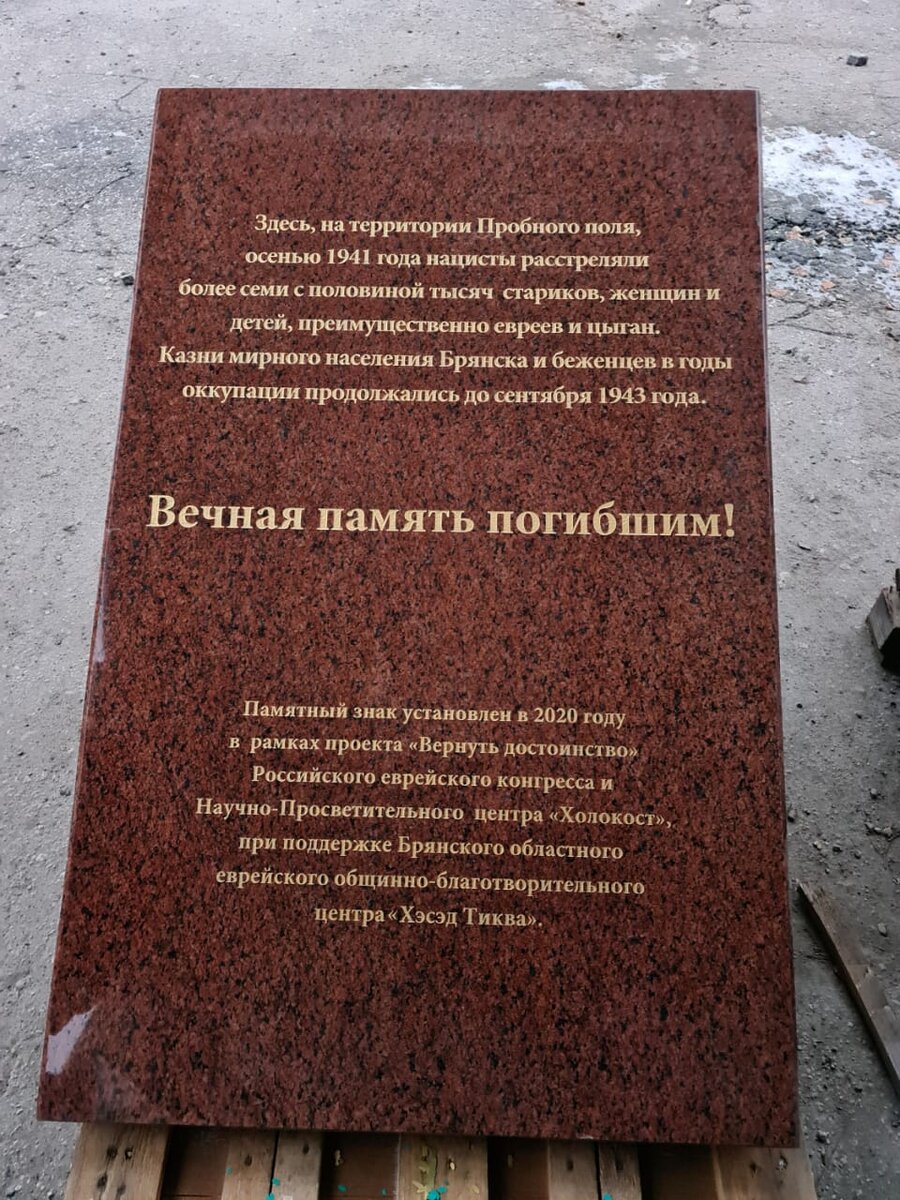 Здесь, на территории Пробного поля,
осенью 1941 года нацисты расстреляли
более семи с половиной тысяч стариков, женщин и
детей, преимущественно евреев и цыган.
Казни мирного населения Брянска и беженцев в годы
оккупации продолжались до сентября 1943 года.
Вечная память погибшим!
Памятный знак установлен в 2020 году
в рамках проекта «Вернуть достоинство»
Российского еврейского конгресса и
Научно-Просветительного центра «Холокост»,
при поддержке Брянского областного
еврейского общинно-благотворительного
центра «Хэсэд Тиква».